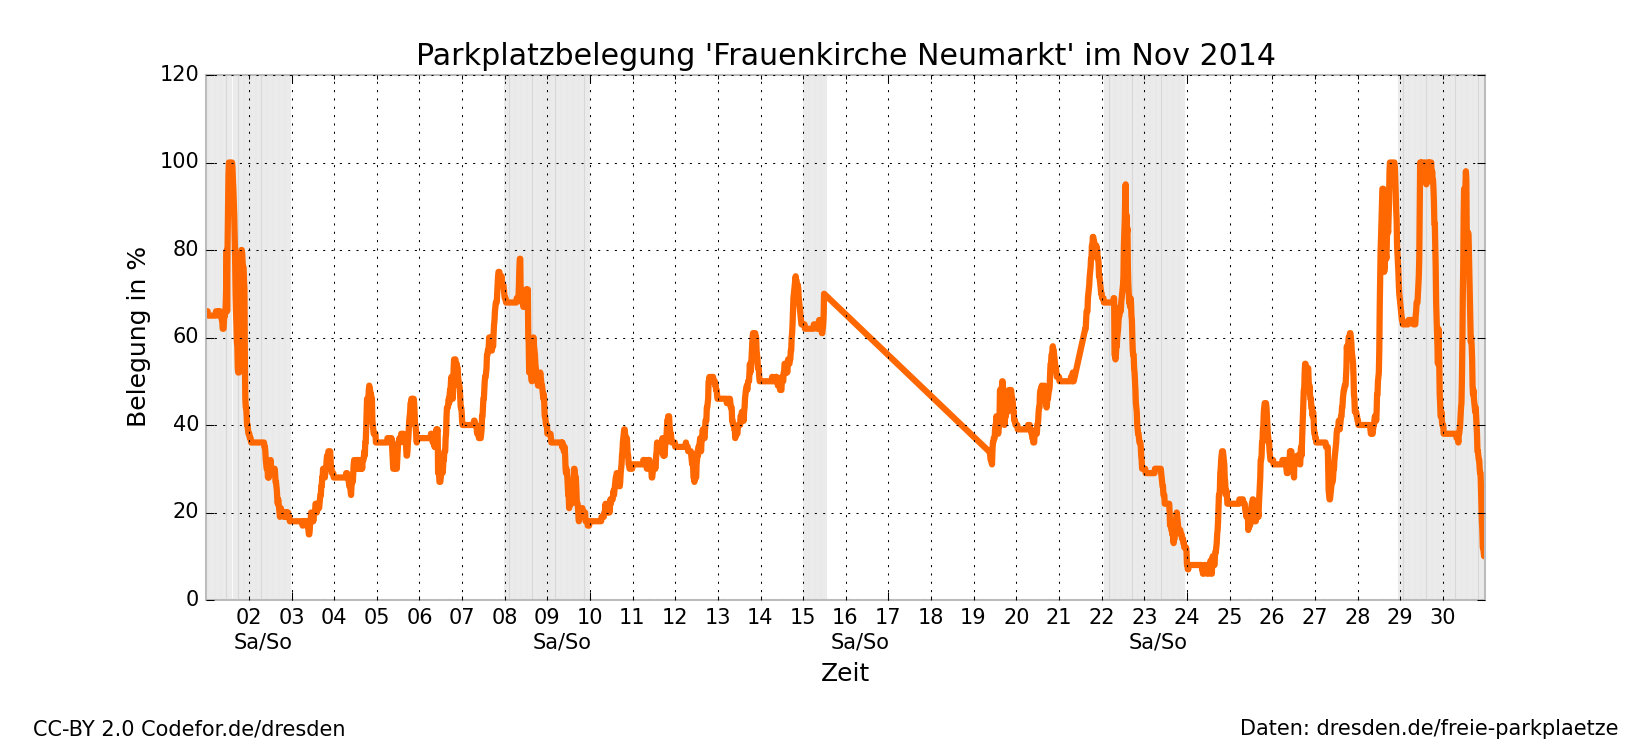 Parkplatzbelegung 'Frauenkirche Neumarkt' im Nov 2014
120
100
80
60
40
20
0
Belegung in %
02 03 04 05 06 07 08 09 10 11 12 13 14 15 16 17 18 19 20 21 22 23 24 25 26 27 28 29 30
Sa/So Sa/So Sa/So Sa/So
Zeit
CC-BY 2.0 Codefor.de/dresden
Daten: dresden.de/freie-parkplaetze